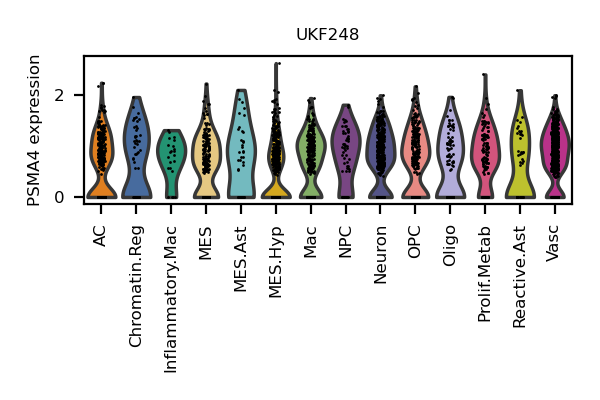 UKF248
PSMA4 expression
2
0
AC
Chromatin.Reg
Inflammatory.Mac
MES
MES.Ast
MES.Hyp
Mac
NPC
Neuron
OPC
Oligo
Prolif.Metab
Reactive.Ast
Vasc